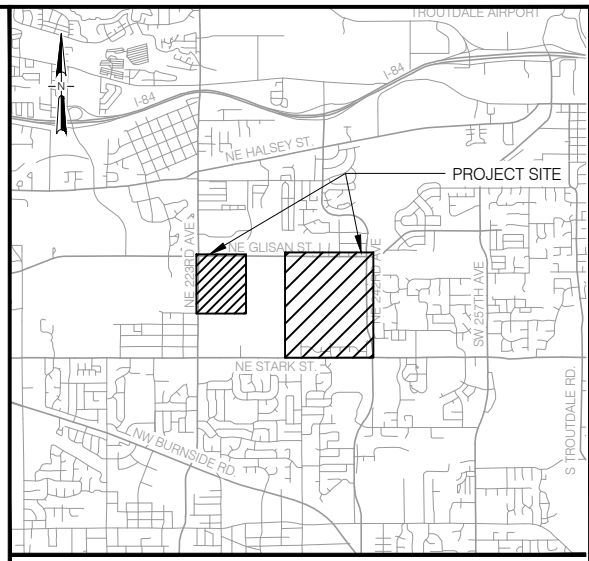 TROUTDALE AIRPORT
N
I-84
I-84
NE HALSEY ST.
PROJECT SITE
NE 223RD AVE
NE GLISAN ST.
NE 242RD AVE
SW 257TH AVE
NE STARK ST.
NW BURNSIDE RD.
S TROUTDALE RD.